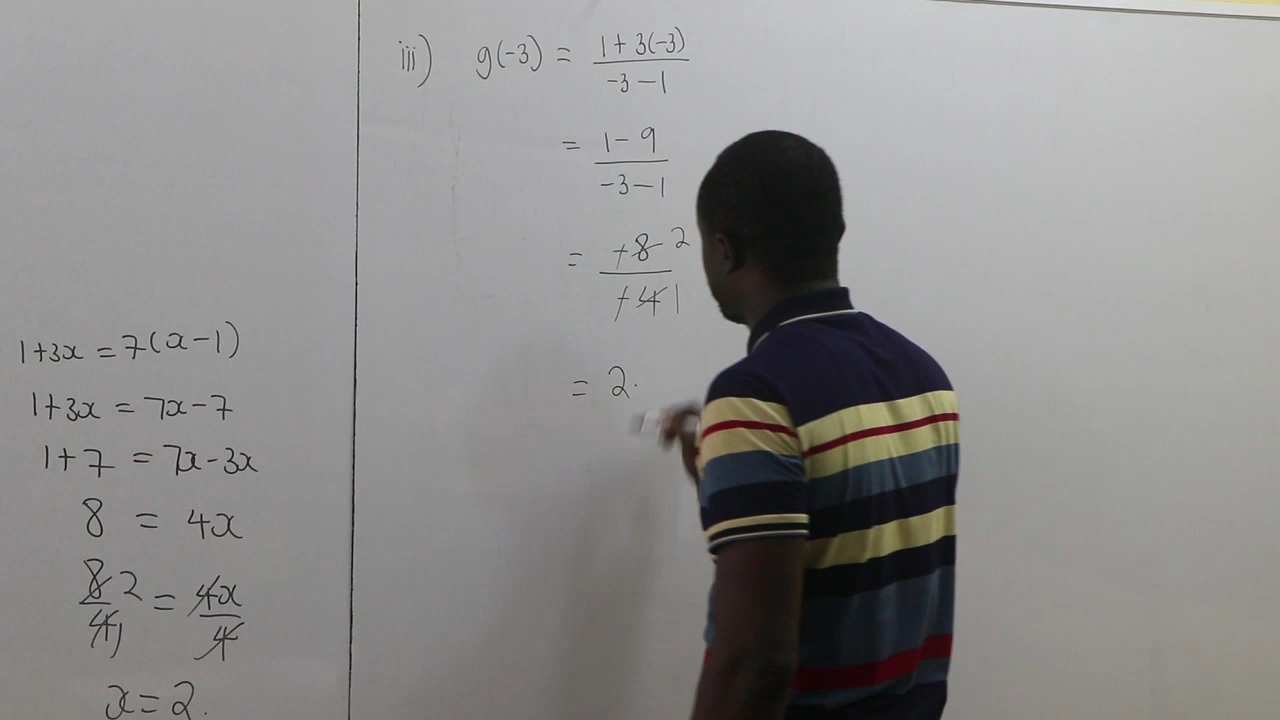 1+3x = 7(x-1)
1+3x = 7x-7
1+7 = 7x-3x
8 = 4x
8 2 / 4 1 = 4x / 4
x = 2.
iii) g(-3) = 1+3(-3) / -3-1
= 1-9 / -3-1
= -8 2 / -4 1
= 2.